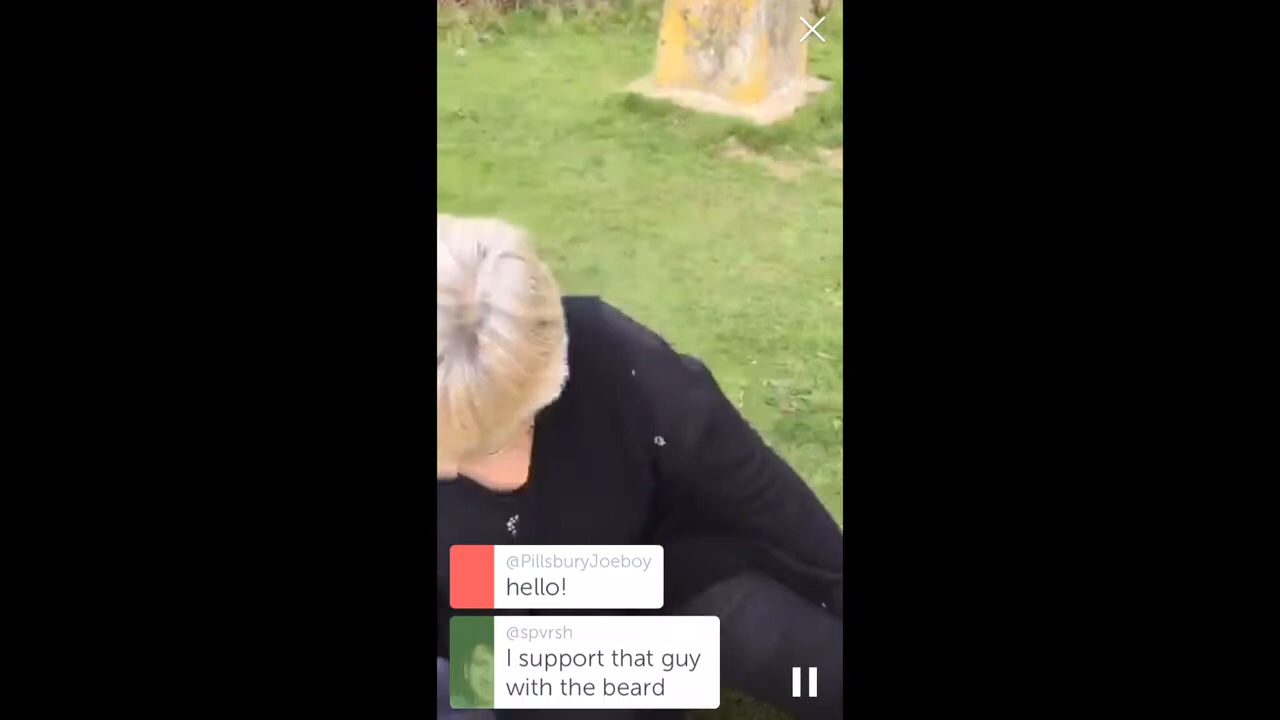 @PillsburyJoeboy
hello!
@spvrsh
I support that guy
with the beard